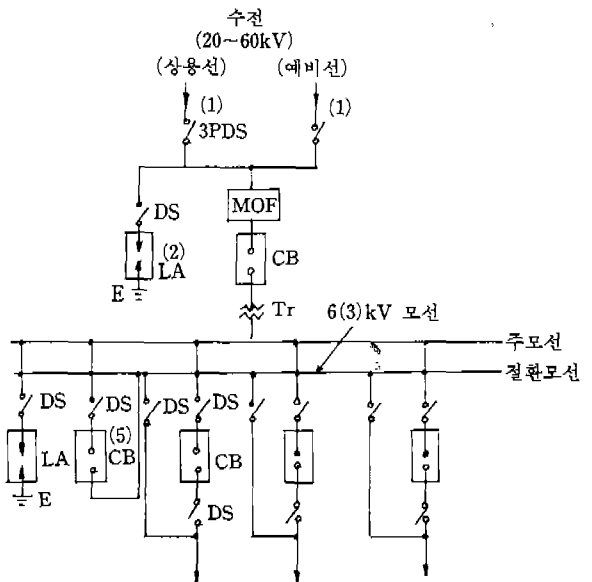 수전
(20~60kV)
(상용선) (예비선)
(1) (1)
3PDS
DS
MOF
(2)
LA
CB
E
Tr
6(3)kV 모선
주모선
절환모선
DS DS DS DS
(5)
LA CB CB
E DS